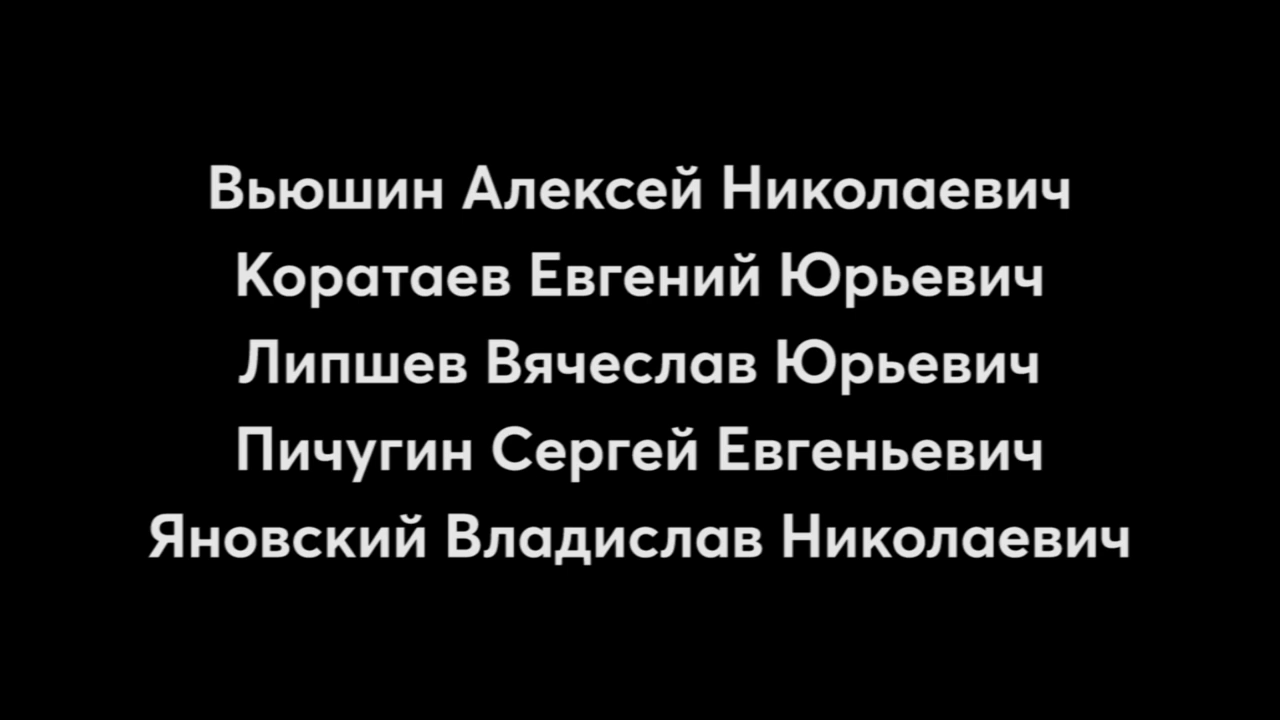 Вьюшин Алексей Николаевич
Коратаев Евгений Юрьевич
Липшев Вячеслав Юрьевич
Пичугин Сергей Евгеньевич
Яновский Владислав Николаевич